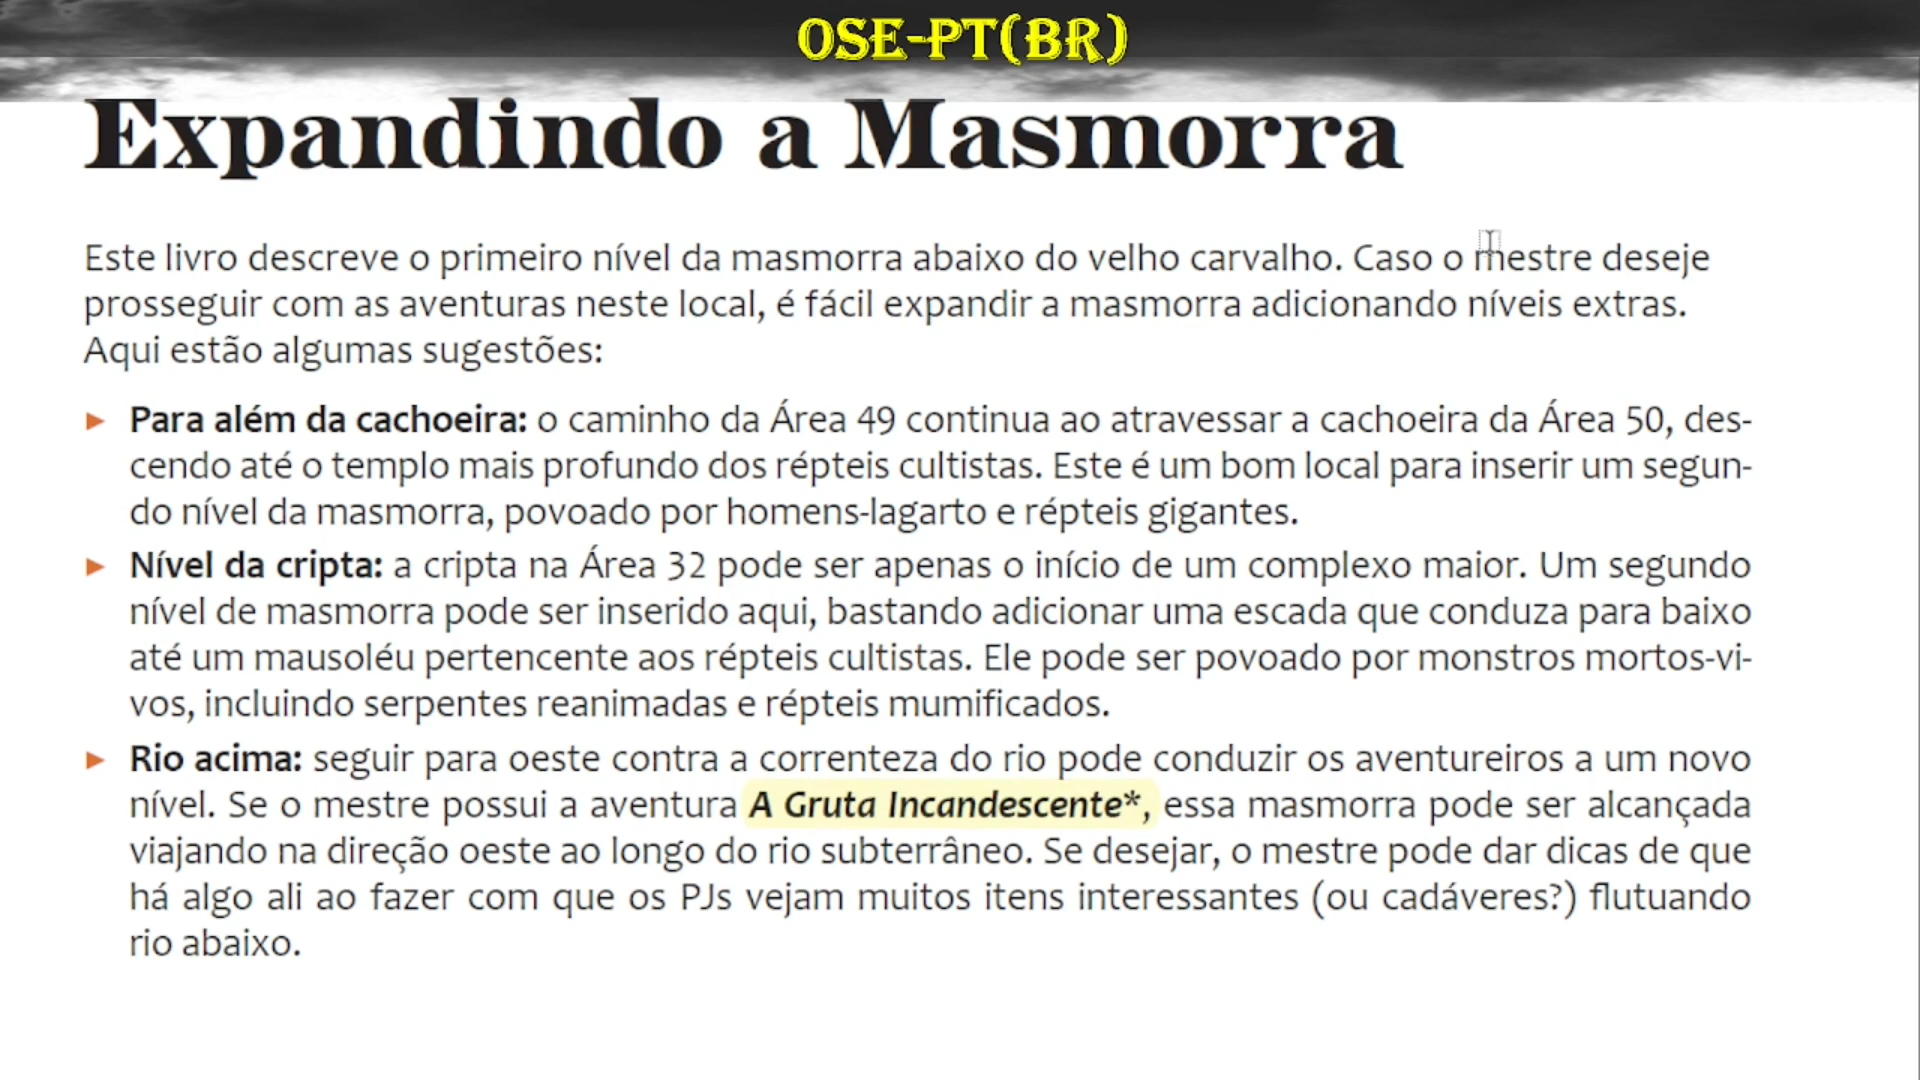 OSE-PT(BR)
Expandindo a Masmorra
Este livro descreve o primeiro nível da masmorra abaixo do velho carvalho. Caso o mestre deseje
prosseguir com as aventuras neste local, é fácil expandir a masmorra adicionando níveis extras.
Aqui estão algumas sugestões:
► Para além da cachoeira: o caminho da Área 49 continua ao atravessar a cachoeira da Área 50, des-
cendo até o templo mais profundo dos répteis cultistas. Este é um bom local para inserir um segun-
do nível da masmorra, povoado por homens-lagarto e répteis gigantes.
► Nível da cripta: a cripta na Área 32 pode ser apenas o início de um complexo maior. Um segundo
nível de masmorra pode ser inserido aqui, bastando adicionar uma escada que conduza para baixo
até um mausoléu pertencente aos répteis cultistas. Ele pode ser povoado por monstros mortos-vi-
vos, incluindo serpentes reanimadas e répteis mumificados.
► Rio acima: seguir para oeste contra a correnteza do rio pode conduzir os aventureiros a um novo
nível. Se o mestre possui a aventura A Gruta Incandescente*, essa masmorra pode ser alcançada
viajando na direção oeste ao longo do rio subterrâneo. Se desejar, o mestre pode dar dicas de que
há algo ali ao fazer com que os PJs vejam muitos itens interessantes (ou cadáveres?) flutuando
rio abaixo.